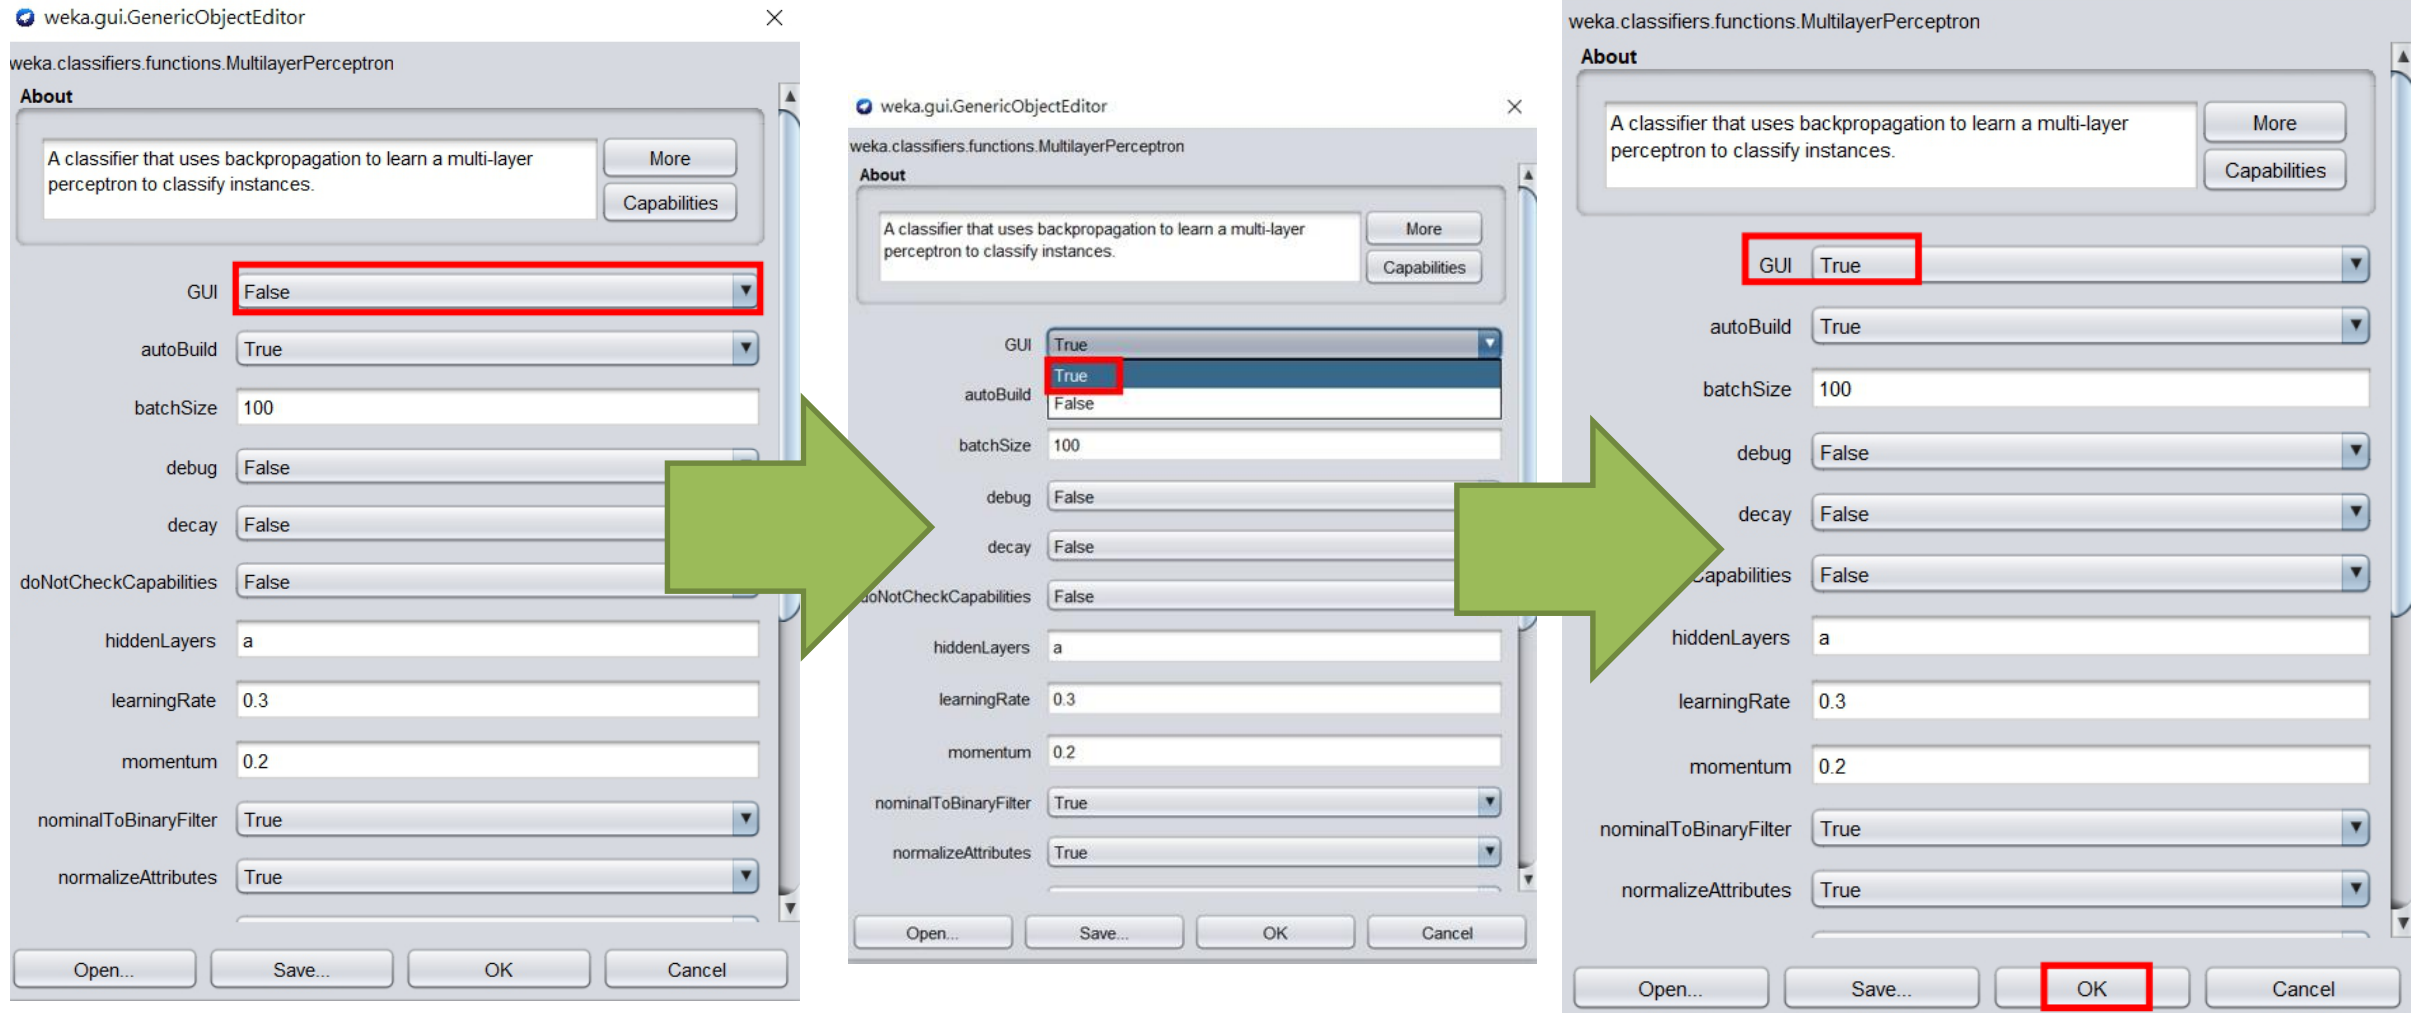 weka.gui.GenericObjectEditor
weka.classifiers.functions.MultilayerPerceptron
About
A classifier that uses backpropagation to learn a multi-layer
perceptron to classify instances.
More
Capabilities
GUI False
autoBuild True
batchSize 100
debug False
decay False
doNotCheckCapabilities False
hiddenLayers a
learningRate 0.3
momentum 0.2
nominalToBinaryFilter True
normalizeAttributes True
Open... Save... OK Cancel
weka.gui.GenericObjectEditor
weka.classifiers.functions.MultilayerPerceptron
About
A classifier that uses backpropagation to learn a multi-layer
perceptron to classify instances.
More
Capabilities
GUI True
True
autoBuild
False
batchSize 100
debug False
decay False
doNotCheckCapabilities False
hiddenLayers a
learningRate 0.3
momentum 0.2
nominalToBinaryFilter True
normalizeAttributes True
Open... Save... OK Cancel
weka.classifiers.functions.MultilayerPerceptron
About
A classifier that uses backpropagation to learn a multi-layer
perceptron to classify instances.
More
Capabilities
GUI True
autoBuild True
batchSize 100
debug False
decay False
Capabilities False
hiddenLayers a
learningRate 0.3
momentum 0.2
nominalToBinaryFilter True
normalizeAttributes True
Open... Save... OK Cancel